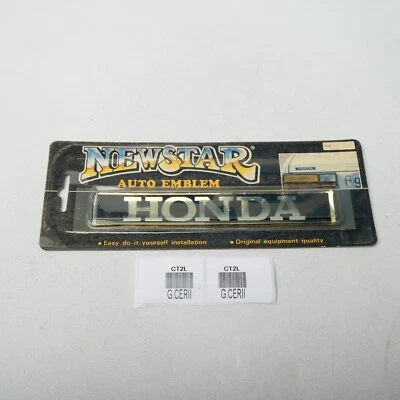 NEWSTAR®
AUTO EMBLEM
HONDA
Easy do-it-yourself installation
Original equipment quality
CT2L
G.CERII
CT2L
G.CERII